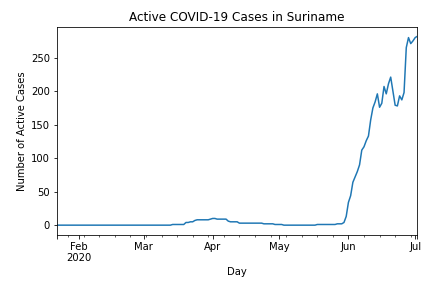 Active COVID-19 Cases in Suriname
Number of Active Cases
250
200
150
100
50
0
Feb
2020
Mar
Apr
May
Jun
Jul
Day